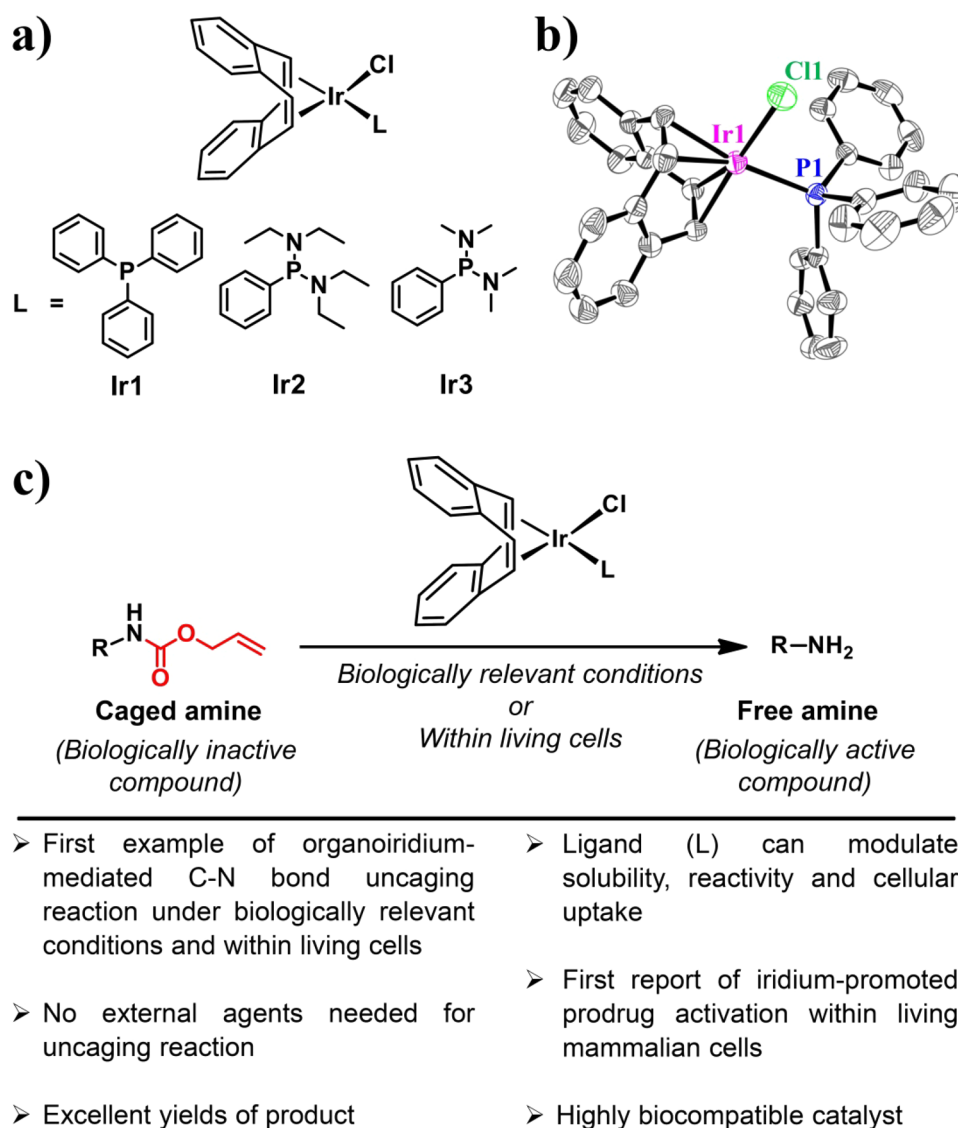 a)
Cl
Ir
L
L =
P
N
P
N
N
P
N
Ir1
Ir2
Ir3
b)
Cl1
Ir1
P1
c)
Cl
Ir
L
H
R N O
O
R–NH₂
Biologically relevant conditions
or
Within living cells
Caged amine
(Biologically inactive
compound)
Free amine
(Biologically active
compound)
➢ First example of organoiridium-
mediated C-N bond uncaging
reaction under biologically relevant
conditions and within living cells
➢ No external agents needed for
uncaging reaction
➢ Excellent yields of product
➢ Ligand (L) can modulate
solubility, reactivity and cellular
uptake
➢ First report of iridium-promoted
prodrug activation within living
mammalian cells
➢ Highly biocompatible catalyst